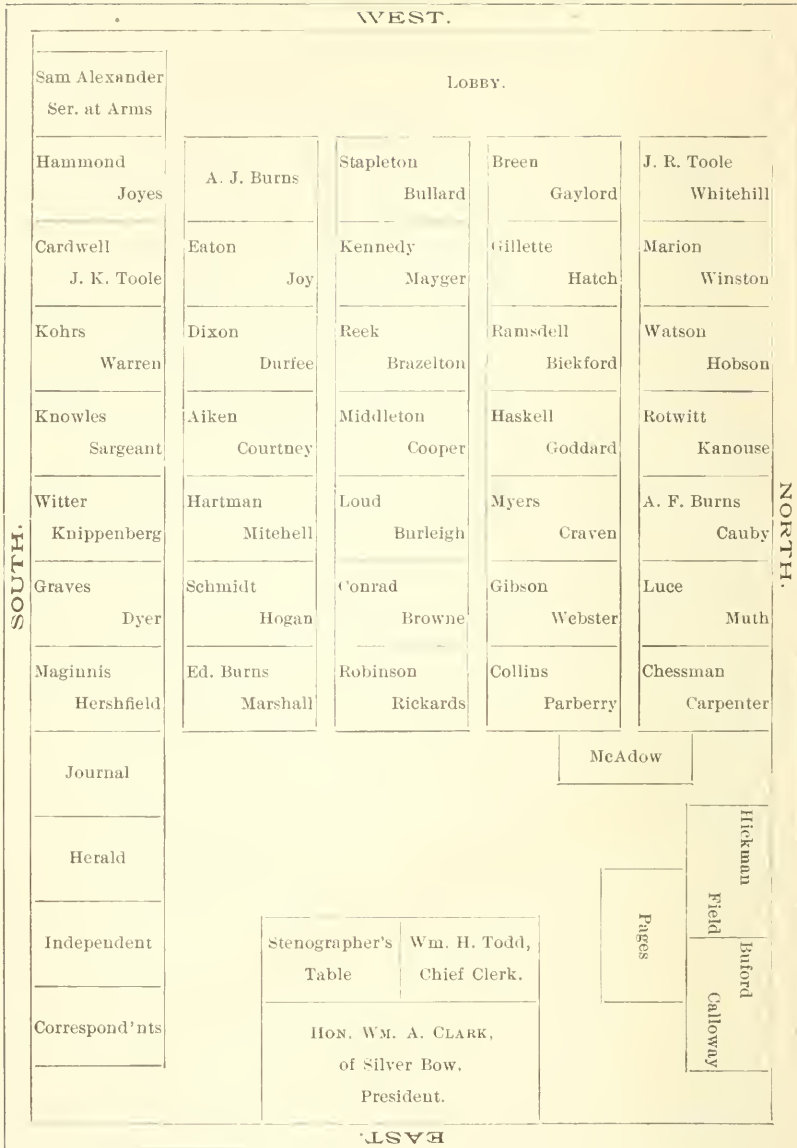 WEST.
Sam Alexander
Ser. at Arms
LOBBY.
Hammond
Joyes
A. J. Burns
Stapleton
Bullard
Breen
Gaylord
J. R. Toole
Whitehill
Cardwell
J. K. Toole
Eaton
Joy
Kennedy
Mayger
Gillette
Hatch
Marion
Winston
Kohrs
Warren
Dixon
Durfee
Reek
Brazelton
Ramsdell
Bickford
Watson
Hobson
Knowles
Sargeant
Aiken
Courtney
Middleton
Cooper
Haskell
Goddard
Rotwitt
Kanouse
Witter
Knippenberg
Hartman
Mitchell
Loud
Burleigh
Myers
Craven
A. F. Burns
Cauby
SOUTH.
NORTH.
Graves
Dyer
Schmidt
Hogan
Conrad
Browne
Gibson
Webster
Luce
Muth
Maginnis
Hershfield
Ed. Burns
Marshall
Robinson
Rickards
Collins
Parberry
Chessman
Carpenter
Journal
McAdow
Herald
Hickman
Field
Pages
Buford
Calloway
Independent
Stenographer's
Table
Wm. H. Todd,
Chief Clerk.
Correspond'nts
HON. WM. A. CLARK,
of Silver Bow,
President.
EAST.